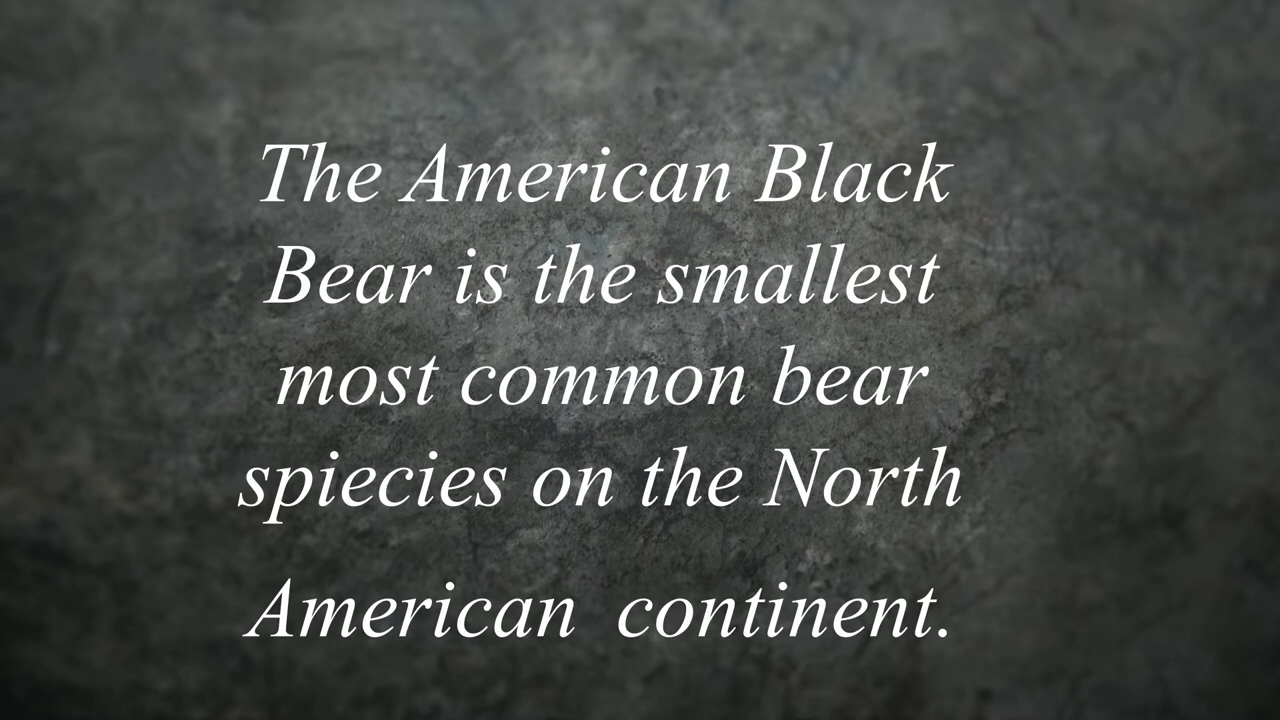 The American Black
Bear is the smallest
most common bear
spiecies on the North
American continent.